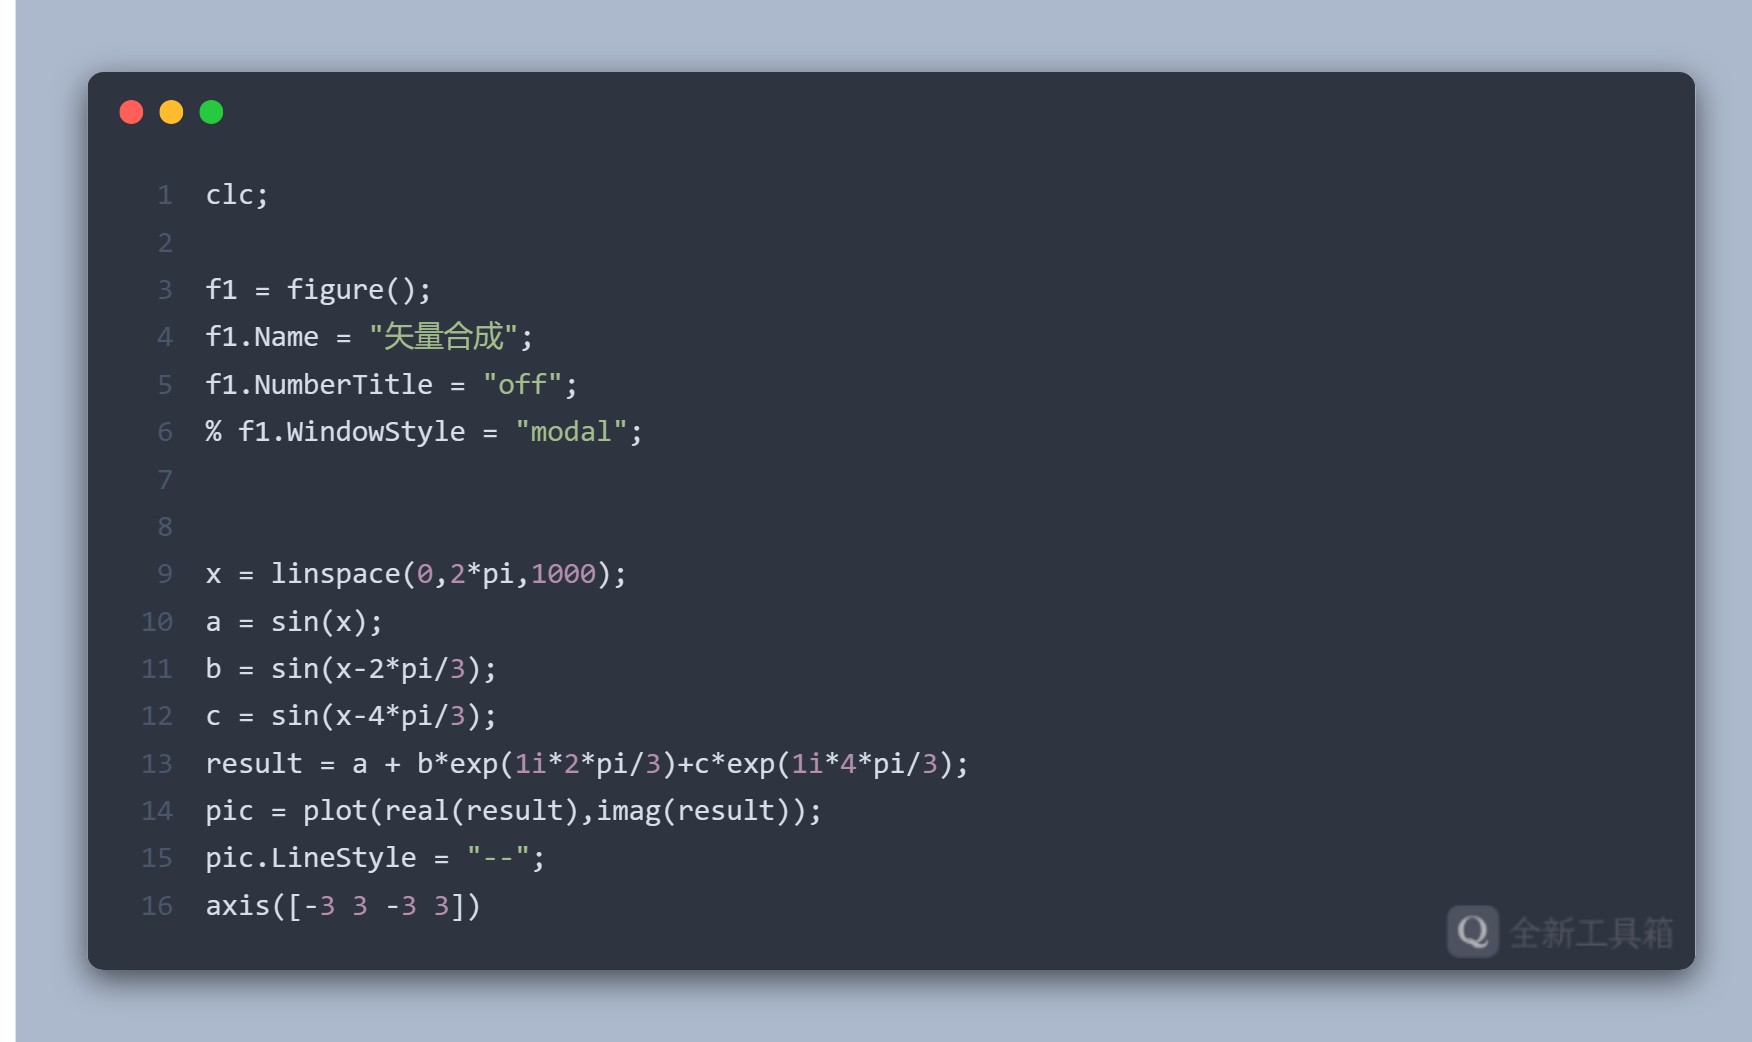 1 clc;
2
3 f1 = figure();
4 f1.Name = "矢量合成";
5 f1.NumberTitle = "off";
6 % f1.WindowStyle = "modal";
7
8
9 x = linspace(0,2*pi,1000);
10 a = sin(x);
11 b = sin(x-2*pi/3);
12 c = sin(x-4*pi/3);
13 result = a + b*exp(1i*2*pi/3)+c*exp(1i*4*pi/3);
14 pic = plot(real(result),imag(result));
15 pic.LineStyle = "--";
16 axis([-3 3 -3 3])
Q 全新工具箱